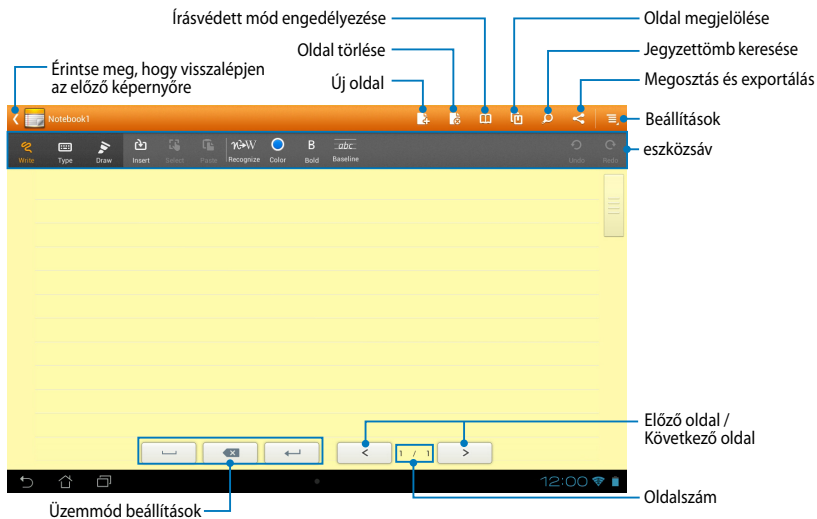 Írásvédett mód engedélyezése
Oldal megjelölése
Oldal törlése
Jegyzettömb keresése
Érintse meg, hogy visszalépjen
az előző képernyőre
Új oldal
Megosztás és exportálás
Notebook1
Beállítások
abc
Write Type Draw Insert Select Paste Recognize Color Bold Baseline Undo Redo
B
eszközsáv
Előző oldal /
Következő oldal
< 1 / 1 >
12:00
Oldalszám
Üzemmód beállítások